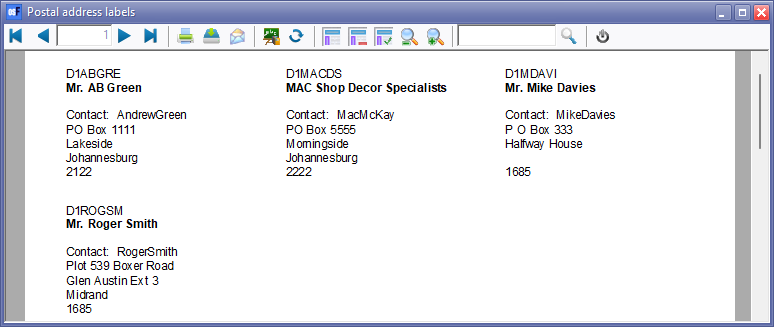 Postal address labels
1
D1ABGRE
Mr. AB Green
Contact: AndrewGreen
PO Box 1111
Lakeside
Johannesburg
2122
D1MACDS
MAC Shop Decor Specialists
Contact: MacMcKay
PO Box 5555
Morningside
Johannesburg
2222
D1MDAVI
Mr. Mike Davies
Contact: MikeDavies
P O Box 333
Halfway House
1685
D1ROGSM
Mr. Roger Smith
Contact: RogerSmith
Plot 539 Boxer Road
Glen Austin Ext 3
Midrand
1685